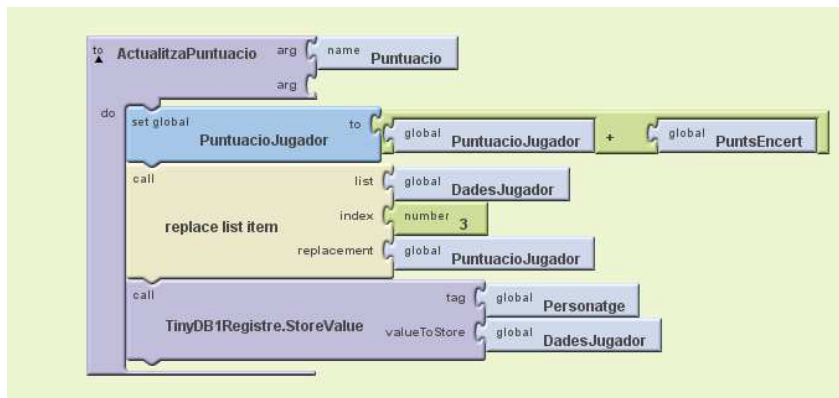 to ActualitzaPuntuacio arg name Puntuacio
arg
do
set global PuntuacioJugador to global PuntuacioJugador + global PuntsEncert
call list global DadesJugador
replace list item index number 3
replacement global PuntuacioJugador
call tag global Personatge
TinyDB1Registre.StoreValue valueToStore global DadesJugador